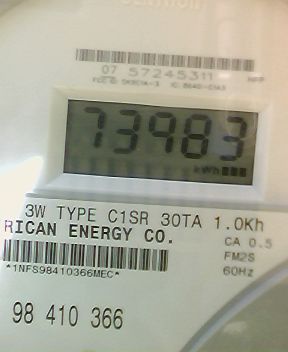 07 57245311
73983
kWh
3W TYPE C1SR 30TA 1.0Kh
RICAN ENERGY CO.
CA 0.5
*1NFS98410366MEC*
FM2S
60Hz
98 410 366